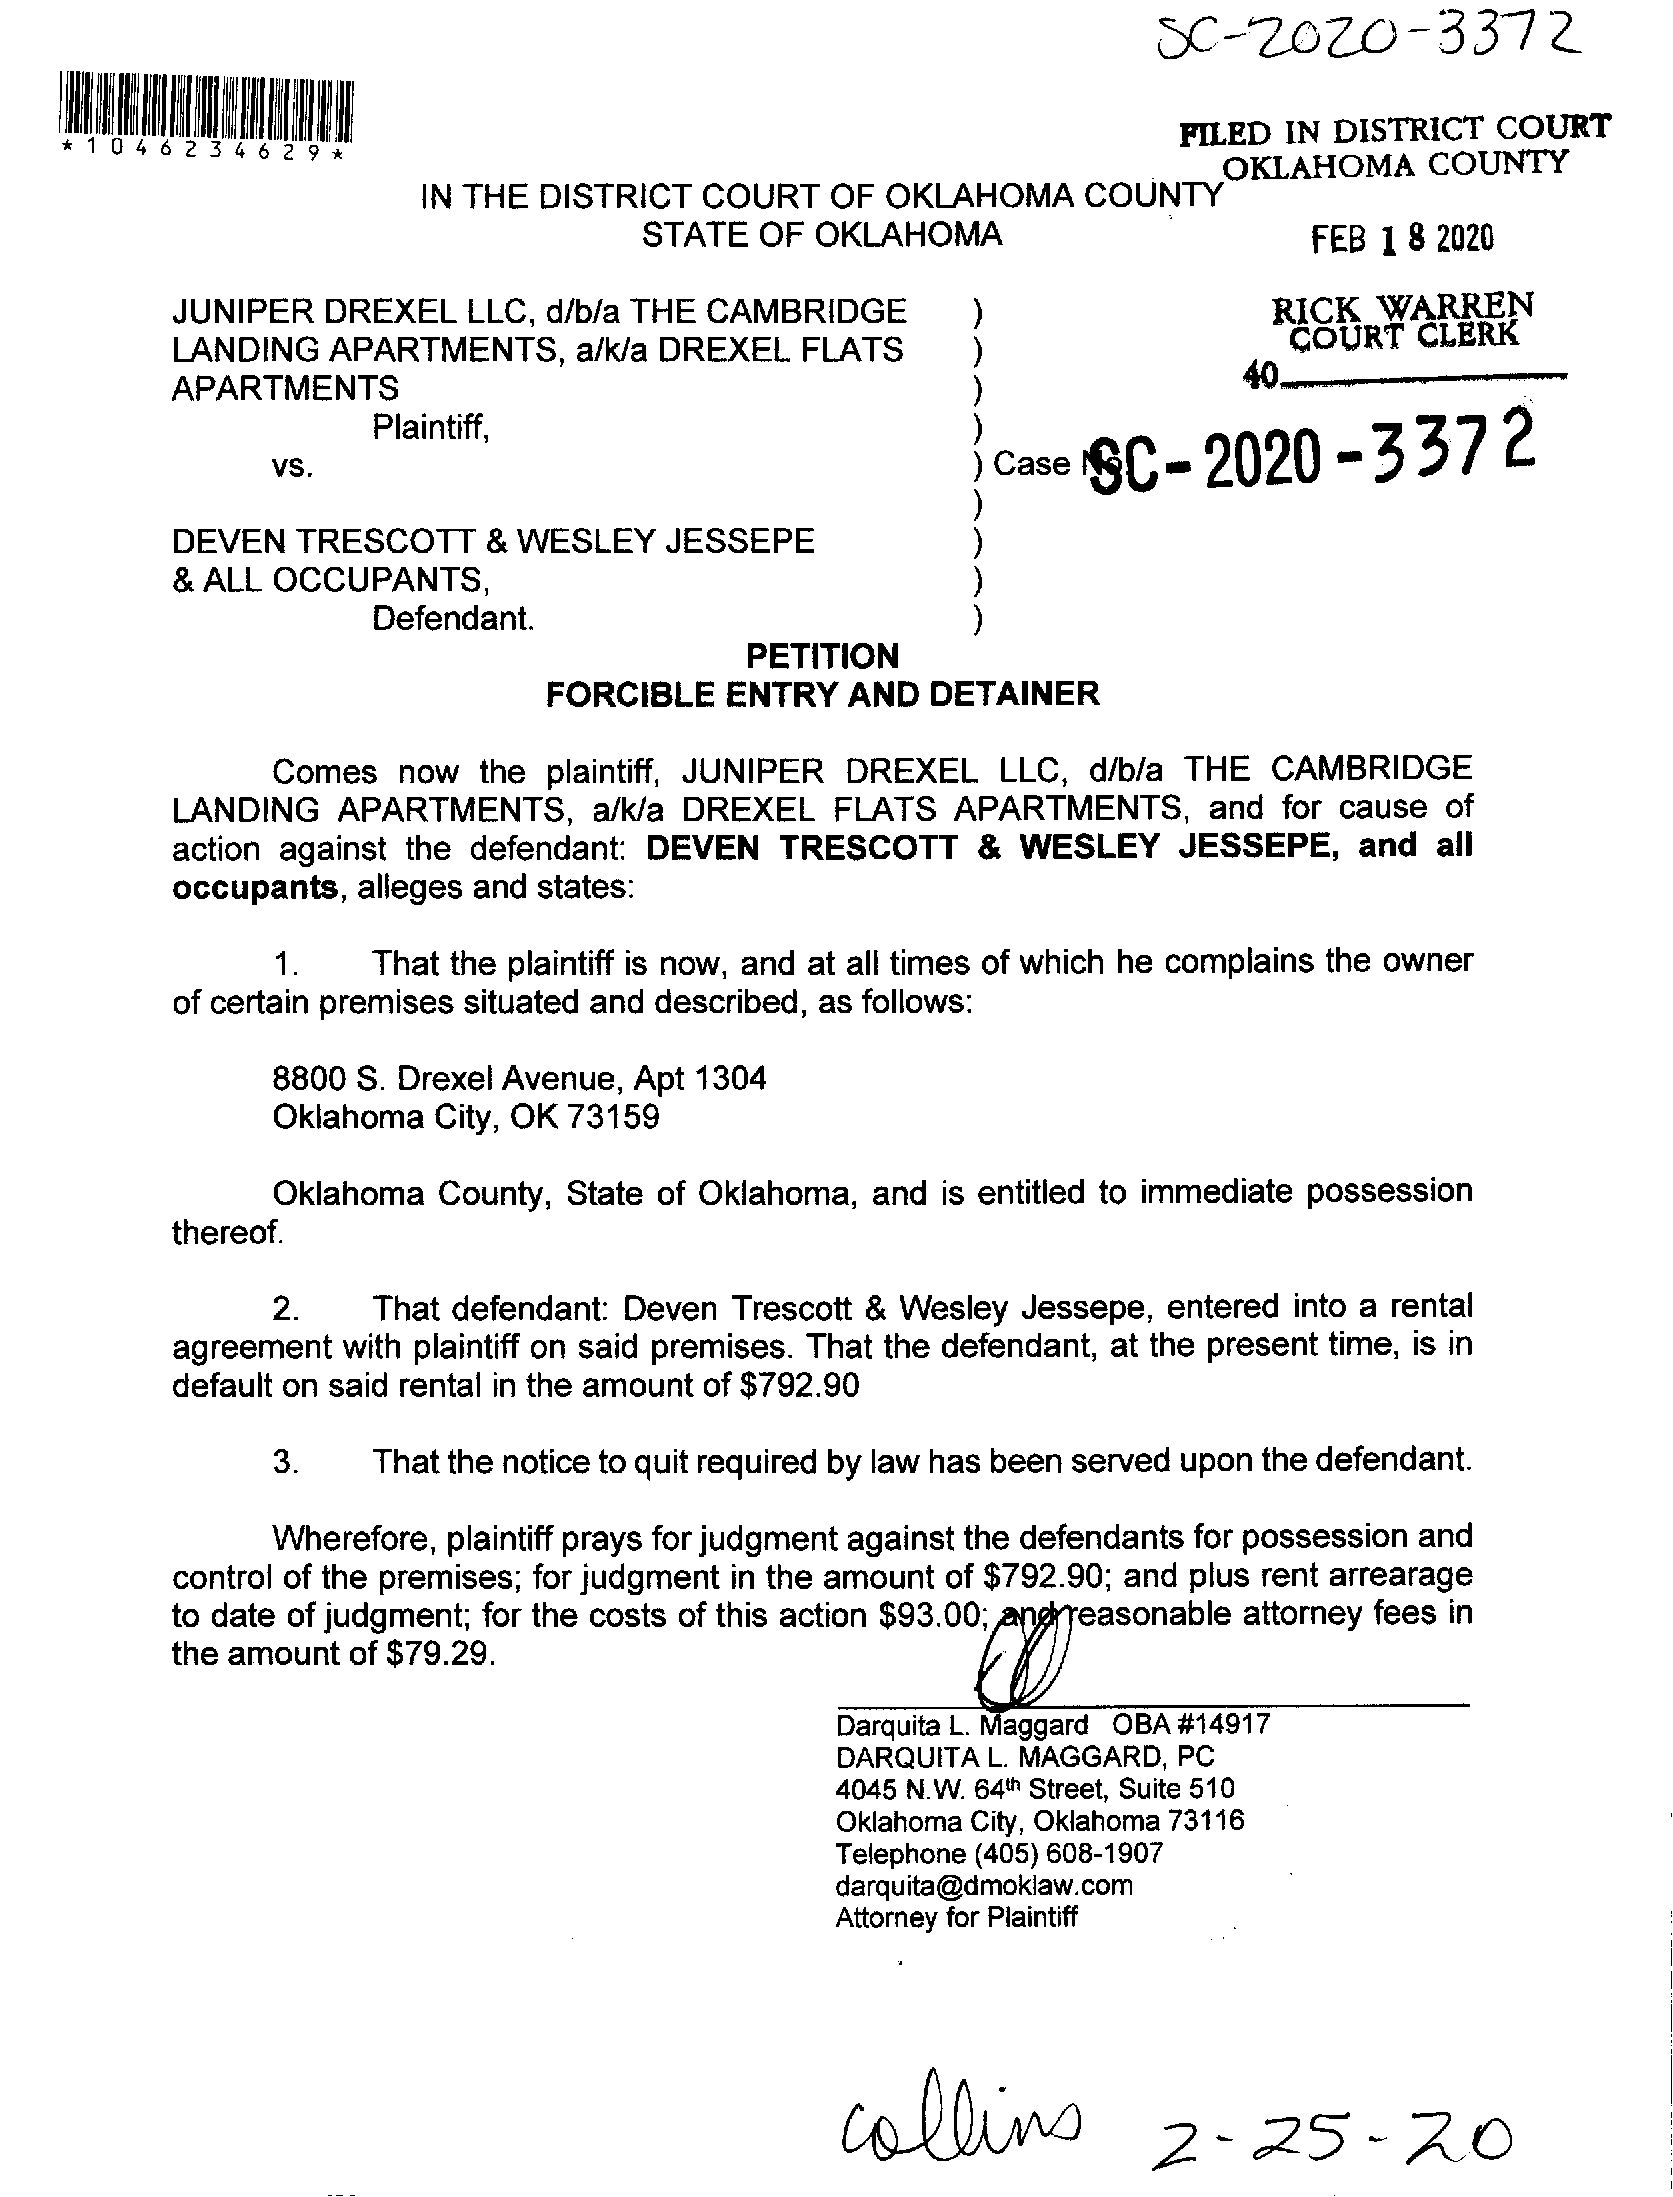 SC-2020-3372
*1046234629*
FILED IN DISTRICT COURT
OKLAHOMA COUNTY
IN THE DISTRICT COURT OF OKLAHOMA COUNTY
STATE OF OKLAHOMA
FEB 18 2020
RICK WARREN
COURT CLERK
40
JUNIPER DREXEL LLC, d/b/a THE CAMBRIDGE )
LANDING APARTMENTS, a/k/a DREXEL FLATS )
APARTMENTS )
Plaintiff, )
vs. ) Case No SC-2020-3372
)
DEVEN TRESCOTT & WESLEY JESSEPE )
& ALL OCCUPANTS, )
Defendant. )
PETITION
FORCIBLE ENTRY AND DETAINER
Comes now the plaintiff, JUNIPER DREXEL LLC, d/b/a THE CAMBRIDGE
LANDING APARTMENTS, a/k/a DREXEL FLATS APARTMENTS, and for cause of
action against the defendant: DEVEN TRESCOTT & WESLEY JESSEPE, and all
occupants, alleges and states:
1. That the plaintiff is now, and at all times of which he complains the owner
of certain premises situated and described, as follows:
8800 S. Drexel Avenue, Apt 1304
Oklahoma City, OK 73159
Oklahoma County, State of Oklahoma, and is entitled to immediate possession
thereof.
2. That defendant: Deven Trescott & Wesley Jessepe, entered into a rental
agreement with plaintiff on said premises. That the defendant, at the present time, is in
default on said rental in the amount of $792.90
3. That the notice to quit required by law has been served upon the defendant.
Wherefore, plaintiff prays for judgment against the defendants for possession and
control of the premises; for judgment in the amount of $792.90; and plus rent arrearage
to date of judgment; for the costs of this action $93.00; and reasonable attorney fees in
the amount of $79.29.
Darquita L. Maggard OBA #14917
DARQUITA L. MAGGARD, PC
4045 N.W. 64th Street, Suite 510
Oklahoma City, Oklahoma 73116
Telephone (405) 608-1907
darquita@dmoklaw.com
Attorney for Plaintiff
collins 2-25-20